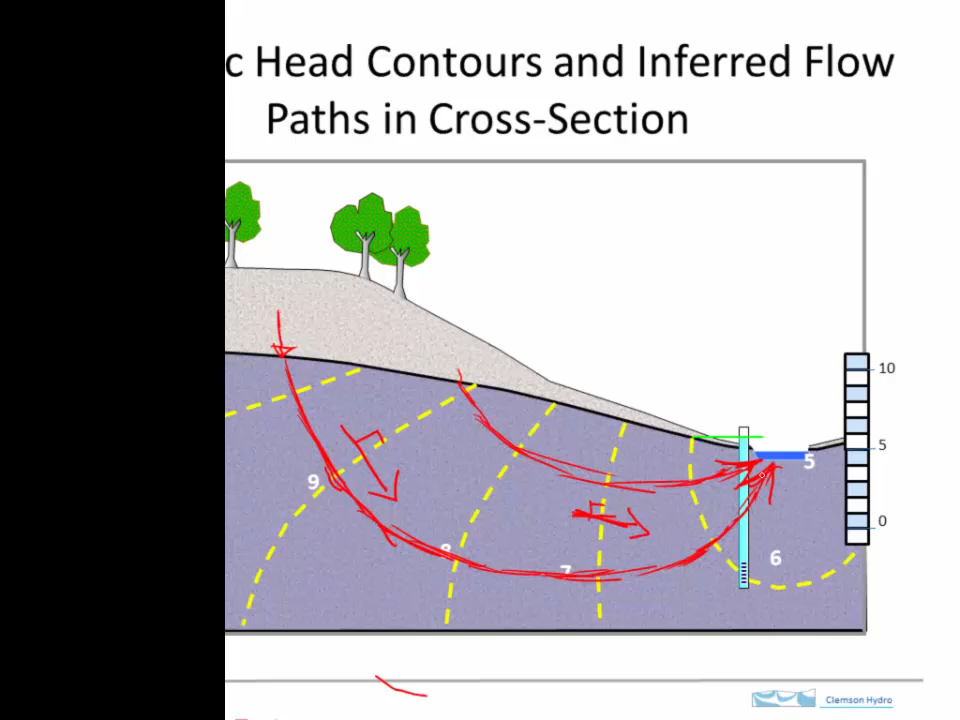 c Head Contours and Inferred Flow
Paths in Cross-Section
10
5
5
9
0
8
6
7
Clemson Hydro